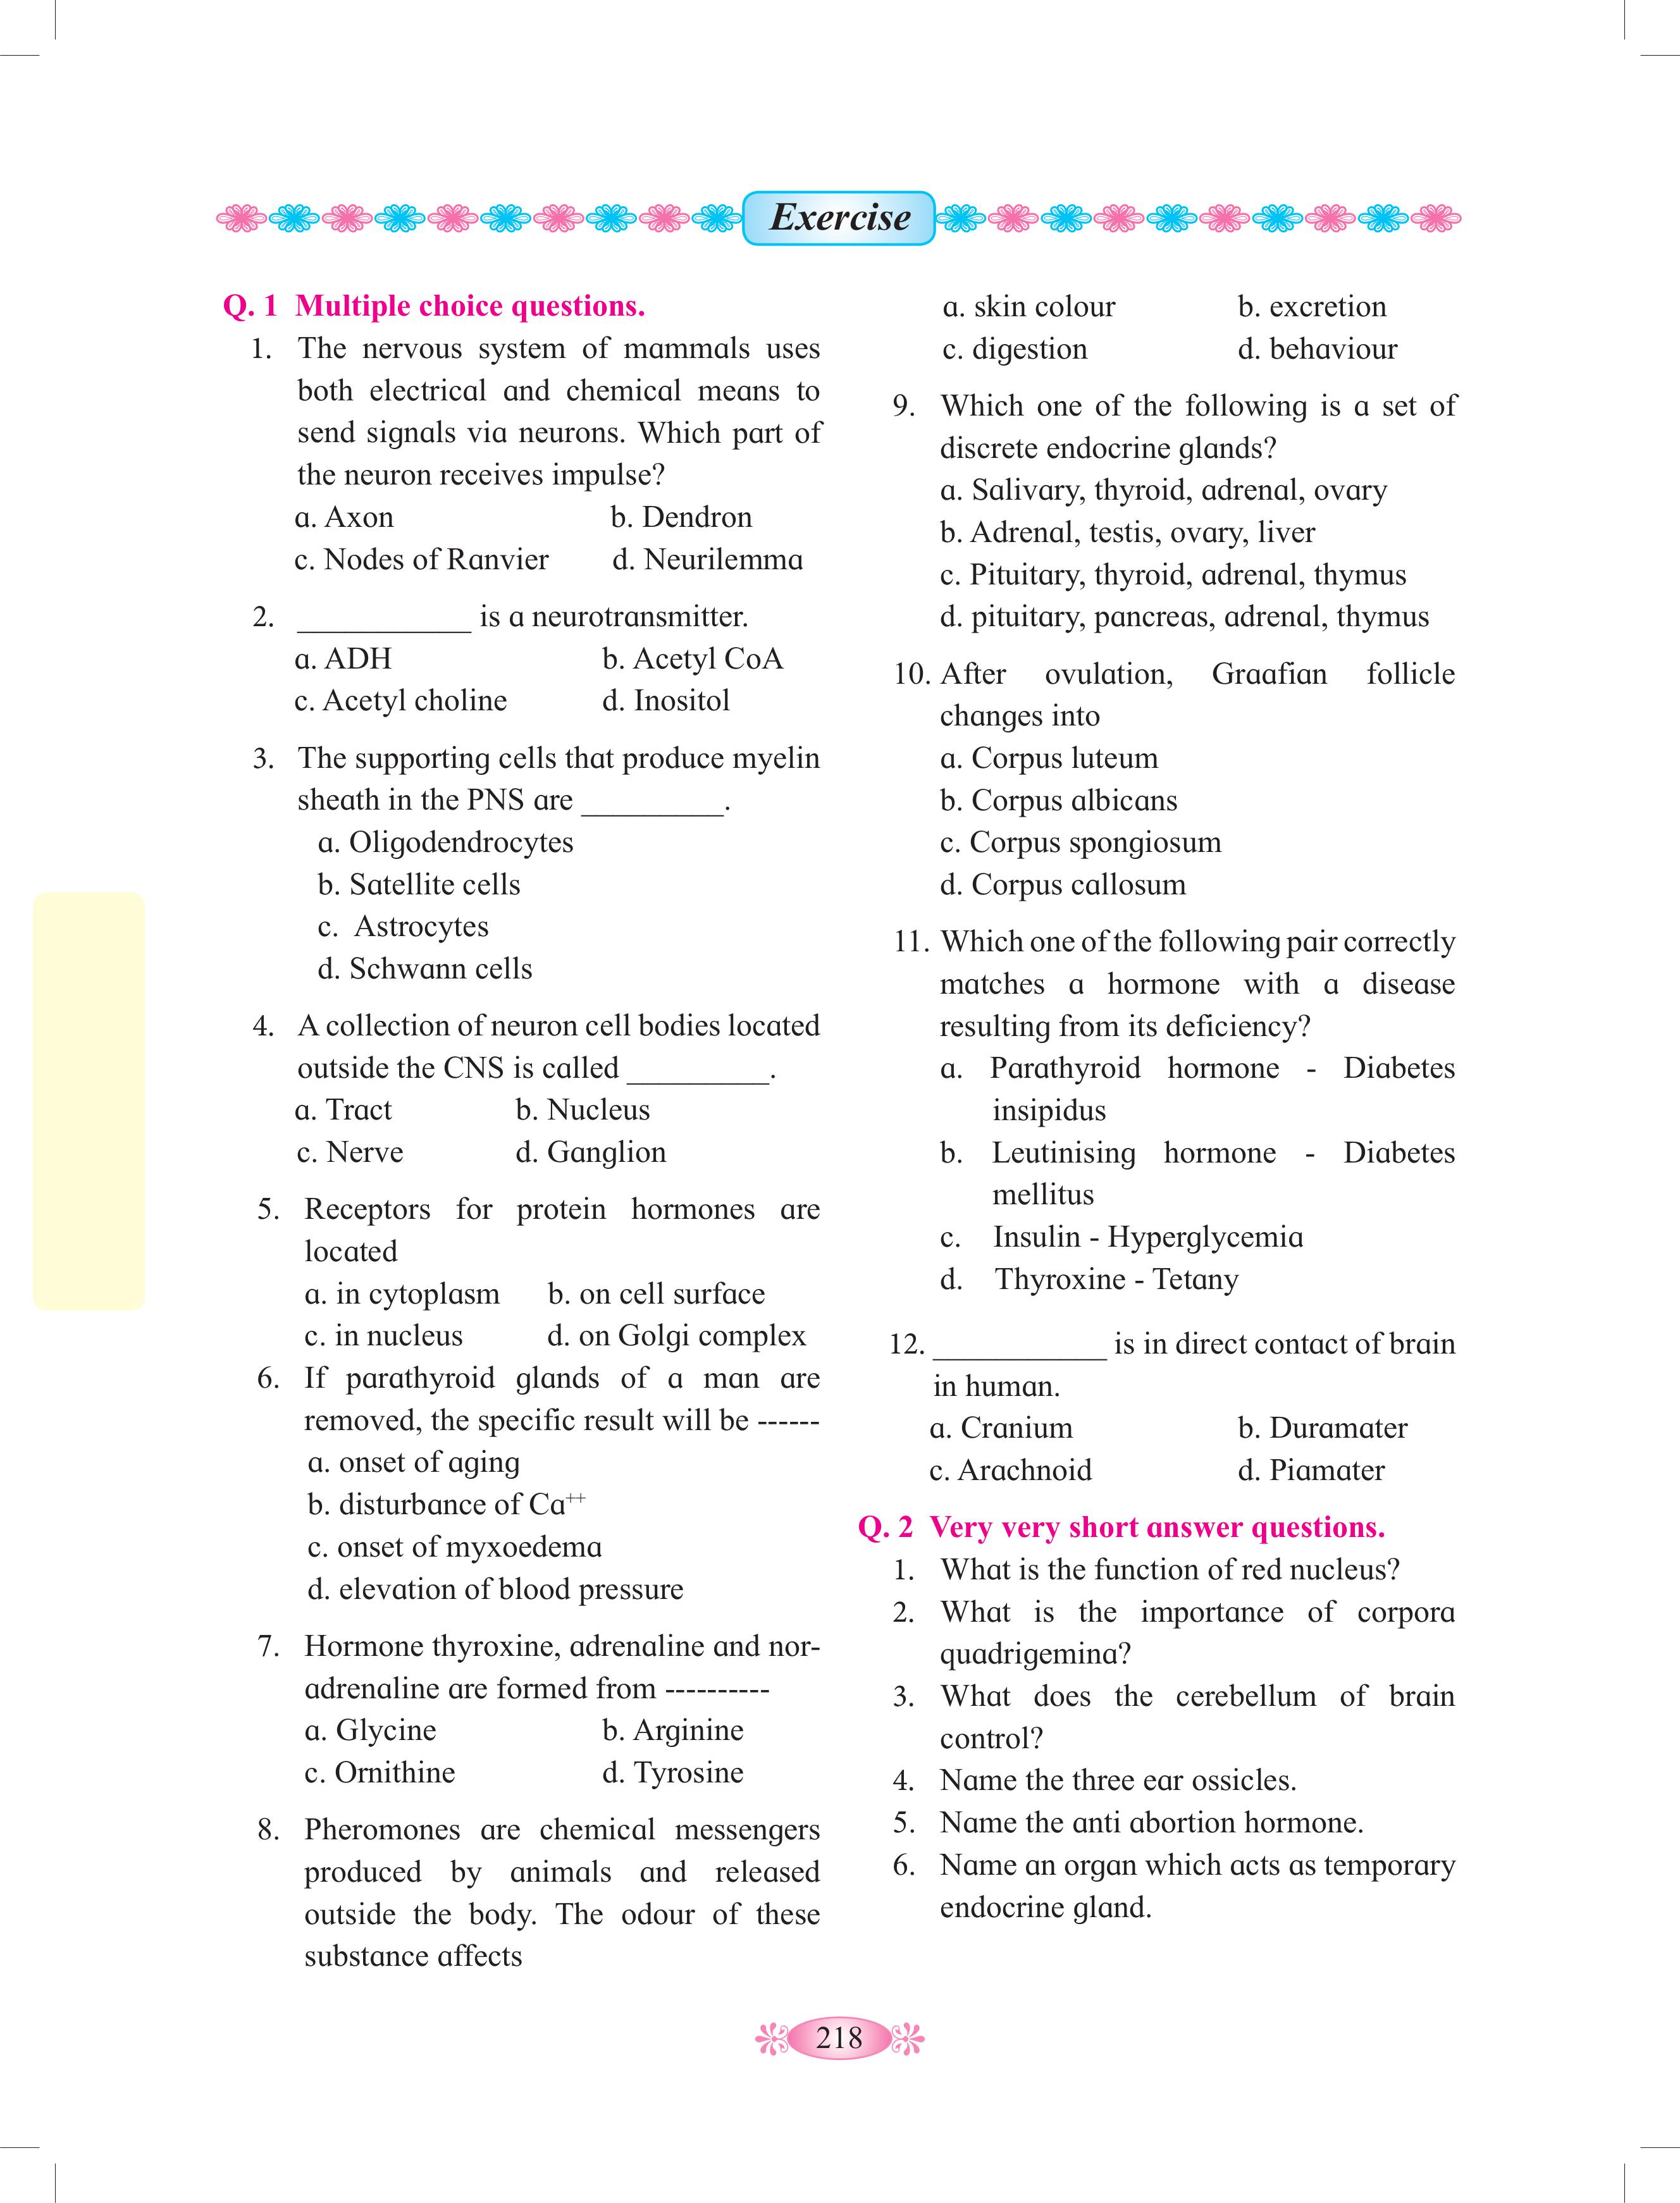 Exercise
Q. 1 Multiple choice questions.
1. The nervous system of mammals uses
both electrical and chemical means to
send signals via neurons. Which part of
the neuron receives impulse?
a. Axon b. Dendron
c. Nodes of Ranvier d. Neurilemma
2. ___________ is a neurotransmitter.
a. ADH b. Acetyl CoA
c. Acetyl choline d. Inositol
3. The supporting cells that produce myelin
sheath in the PNS are _________.
a. Oligodendrocytes
b. Satellite cells
c. Astrocytes
d. Schwann cells
4. A collection of neuron cell bodies located
outside the CNS is called _________.
a. Tract b. Nucleus
c. Nerve d. Ganglion
5. Receptors for protein hormones are
located
a. in cytoplasm b. on cell surface
c. in nucleus d. on Golgi complex
6. If parathyroid glands of a man are
removed, the specific result will be ------
a. onset of aging
b. disturbance of Ca⁺⁺
c. onset of myxoedema
d. elevation of blood pressure
7. Hormone thyroxine, adrenaline and nor-
adrenaline are formed from ----------
a. Glycine b. Arginine
c. Ornithine d. Tyrosine
8. Pheromones are chemical messengers
produced by animals and released
outside the body. The odour of these
substance affects
a. skin colour b. excretion
c. digestion d. behaviour
9. Which one of the following is a set of
discrete endocrine glands?
a. Salivary, thyroid, adrenal, ovary
b. Adrenal, testis, ovary, liver
c. Pituitary, thyroid, adrenal, thymus
d. pituitary, pancreas, adrenal, thymus
10. After ovulation, Graafian follicle
changes into
a. Corpus luteum
b. Corpus albicans
c. Corpus spongiosum
d. Corpus callosum
11. Which one of the following pair correctly
matches a hormone with a disease
resulting from its deficiency?
a. Parathyroid hormone - Diabetes
insipidus
b. Leutinising hormone - Diabetes
mellitus
c. Insulin - Hyperglycemia
d. Thyroxine - Tetany
12. ___________ is in direct contact of brain
in human.
a. Cranium b. Duramater
c. Arachnoid d. Piamater
Q. 2 Very very short answer questions.
1. What is the function of red nucleus?
2. What is the importance of corpora
quadrigemina?
3. What does the cerebellum of brain
control?
4. Name the three ear ossicles.
5. Name the anti abortion hormone.
6. Name an organ which acts as temporary
endocrine gland.
218